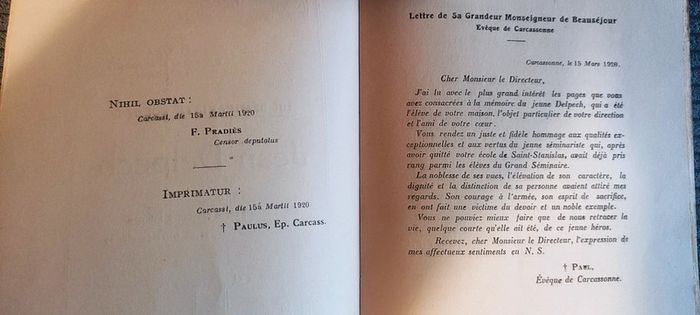 NIHIL OBSTAT :
Carcassi, die 15a Martii 1920
F. PRADIÈS
Censor deputatus
IMPRIMATUR :
Carcassi, die 15â Martii 1920
† PAULUS, Ep. Carcass.
Lettre de Sa Grandeur Monseigneur de Beauséjour
Evêque de Carcassonne
Carcassonne, le 15 Mars 1920.
Cher Monsieur le Directeur,
J'ai lu avec le plus grand intérêt les pages que vous
avez consacrées à la mémoire du jeune Delpech, qui a été
l'élève de votre maison, l'objet particulier de votre direction
et l'ami de votre cœur.
Vous rendez un juste et fidèle hommage aux qualités ex-
ceptionnelles et aux vertus du jeune séminariste qui, après
avoir quitté votre école de Saint-Stanislas, avait déjà pris
rang parmi les élèves du Grand Séminaire.
La noblesse de ses vues, l'élévation de son caractère, la
dignité et la distinction de sa personne avaient attiré mes
regards. Son courage à l'armée, son esprit de sacrifice,
en ont fait une victime du devoir et un noble exemple.
Vous ne pouviez mieux faire que de nous retracer la
vie, quelque courte qu'elle ait été, de ce jeune héros.
Recevez, cher Monsieur le Directeur, l'expression de
mes affectueux sentiments en N. S.
† PAUL,
Évêque de Carcassonne.